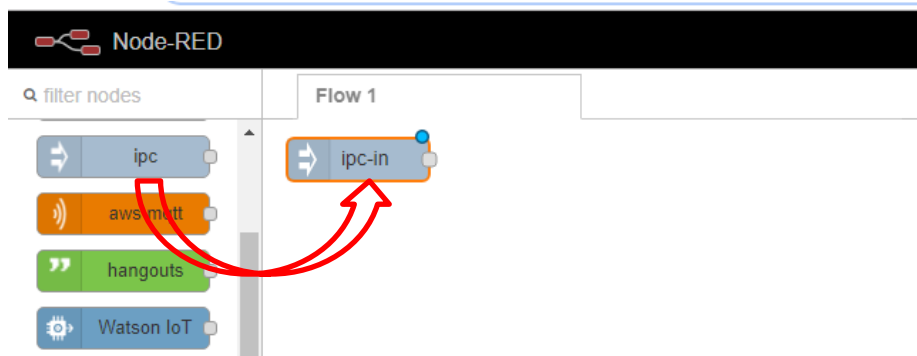 Node-RED
filter nodes
Flow 1
ipc
ipc-in
aws mqtt
hangouts
Watson IoT